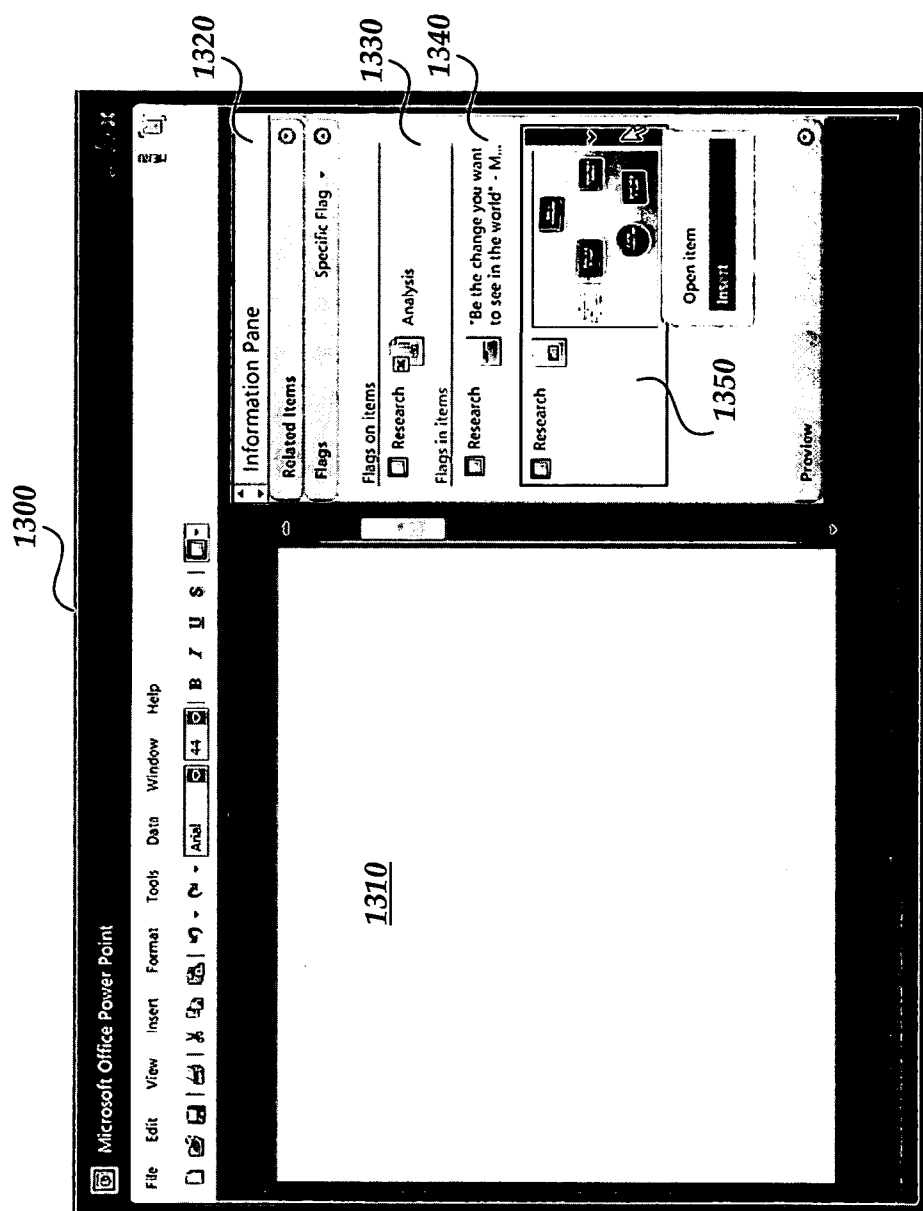 1300
Microsoft Office Power Point
File Edit View Insert Format Tools Data Window Help
Arial 44 B I U S
1310
Information Pane
1320
Related Items
Flags Specific Flag
Flags on items
1330
Research Analysis
Flags in items
1340
Research "Be the change you want
to see in the world" - M...
Research
Open item
Insert
1350
Preview